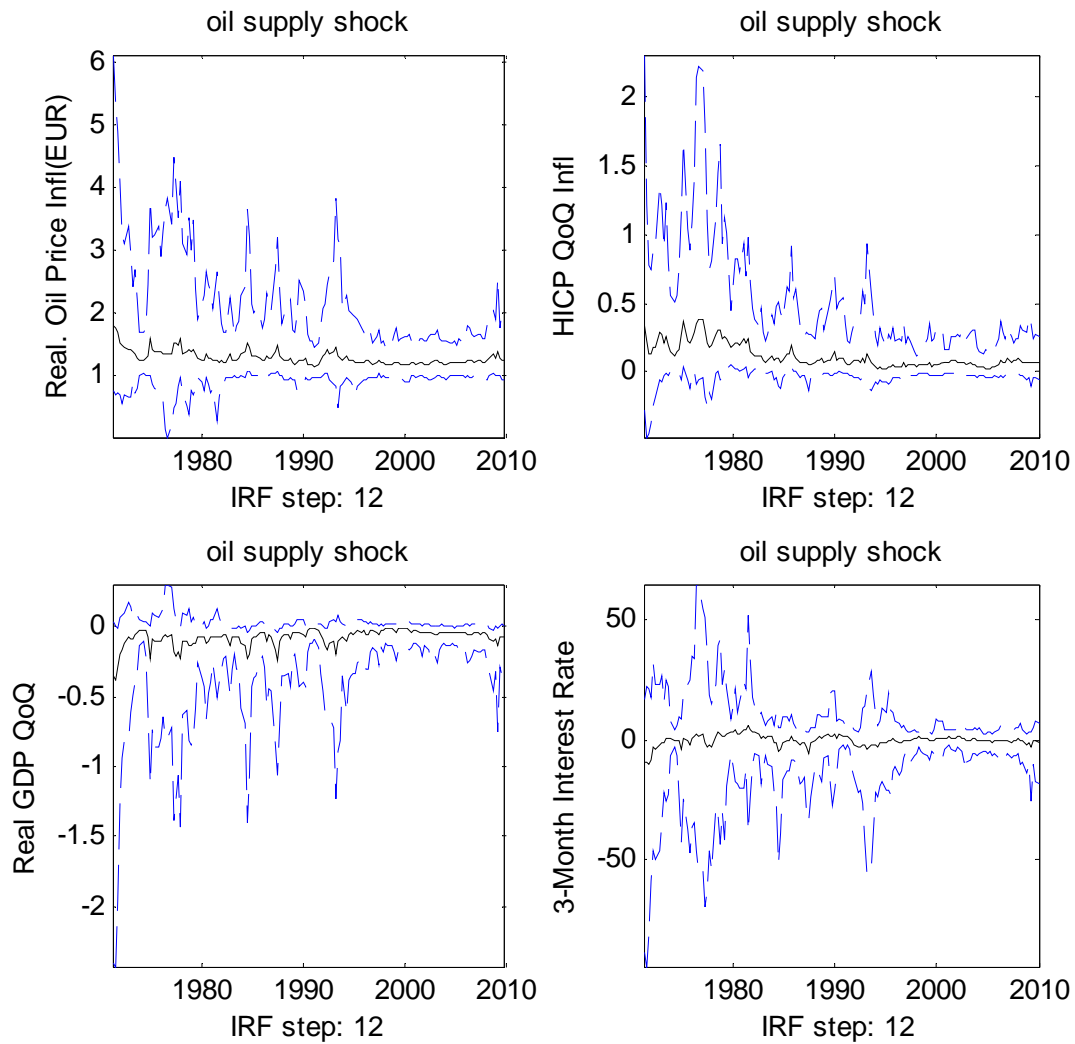 oil supply shock
Real. Oil Price Infl(EUR)
6
5
4
3
2
1
1980 1990 2000 2010
IRF step: 12
oil supply shock
HICP QoQ Infl
2
1.5
1
0.5
0
1980 1990 2000 2010
IRF step: 12
oil supply shock
Real GDP QoQ
0
-0.5
-1
-1.5
-2
1980 1990 2000 2010
IRF step: 12
oil supply shock
3-Month Interest Rate
50
0
-50
1980 1990 2000 2010
IRF step: 12